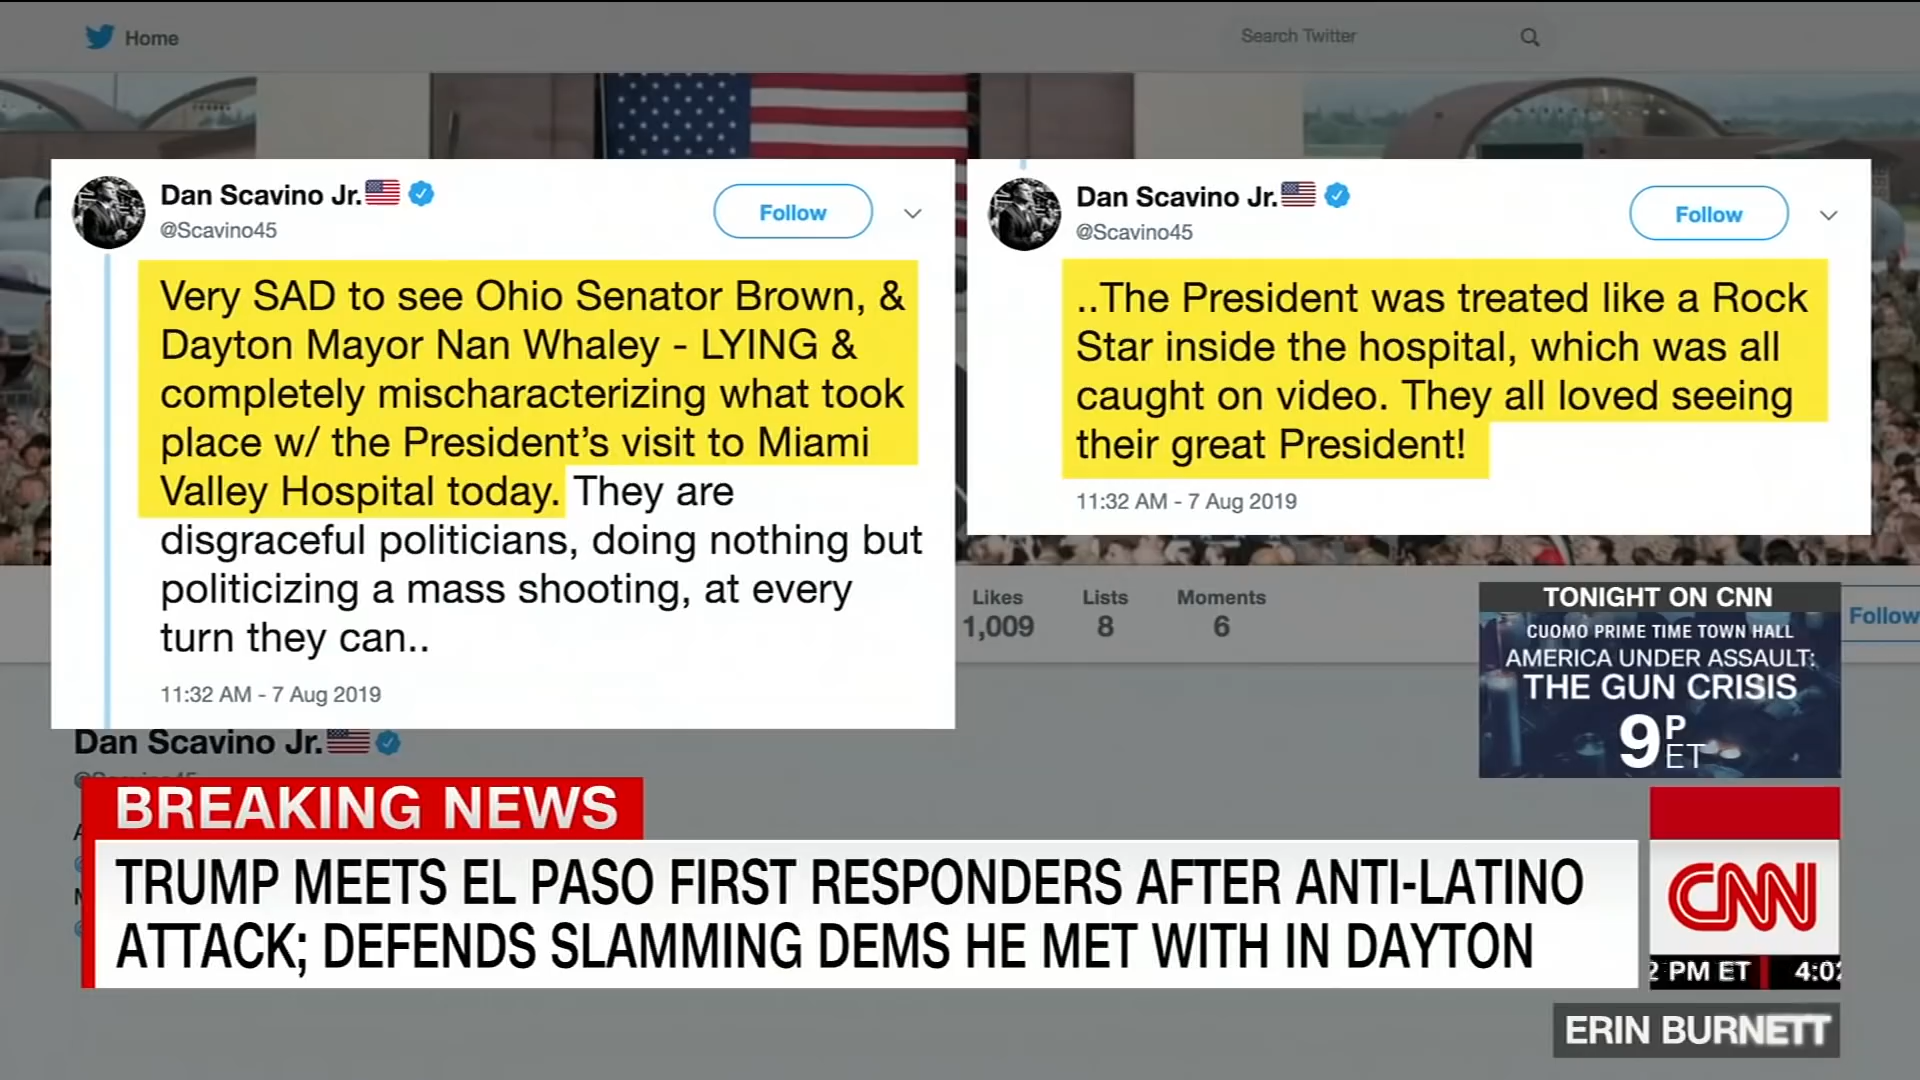 Home
Search Twitter
Dan Scavino Jr.
@Scavino45
Follow
Very SAD to see Ohio Senator Brown, &
Dayton Mayor Nan Whaley - LYING &
completely mischaracterizing what took
place w/ the President's visit to Miami
Valley Hospital today. They are
disgraceful politicians, doing nothing but
politicizing a mass shooting, at every
turn they can..
11:32 AM - 7 Aug 2019
Dan Scavino Jr.
@Scavino45
Follow
..The President was treated like a Rock
Star inside the hospital, which was all
caught on video. They all loved seeing
their great President!
11:32 AM - 7 Aug 2019
Likes
1,009
Lists
8
Moments
6
Follow
TONIGHT ON CNN
CUOMO PRIME TIME TOWN HALL
AMERICA UNDER ASSAULT:
THE GUN CRISIS
9P ET
Dan Scavino Jr.
BREAKING NEWS
TRUMP MEETS EL PASO FIRST RESPONDERS AFTER ANTI-LATINO
ATTACK; DEFENDS SLAMMING DEMS HE MET WITH IN DAYTON
CNN
2 PM ET 4:02
ERIN BURNETT